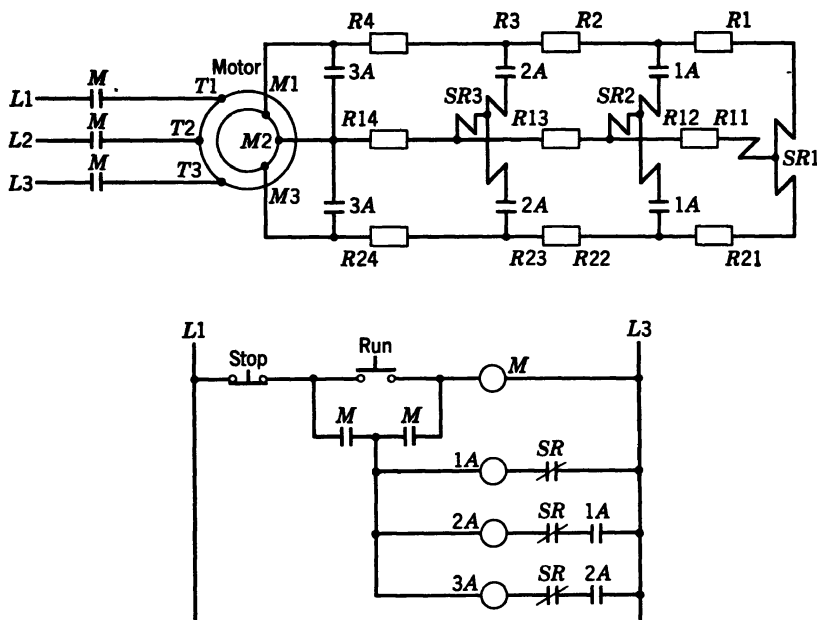 R4 R3 R2 R1
M Motor M1 3A 2A 1A
L1 T1 SR3 SR2
M R14 R13 R12 R11
L2 T2 M2 SR1
M
L3 T3 M3 3A 2A 1A
R24 R23 R22 R21
L1 L3
Stop Run M
M M
1A SR
2A SR 1A
3A SR 2A